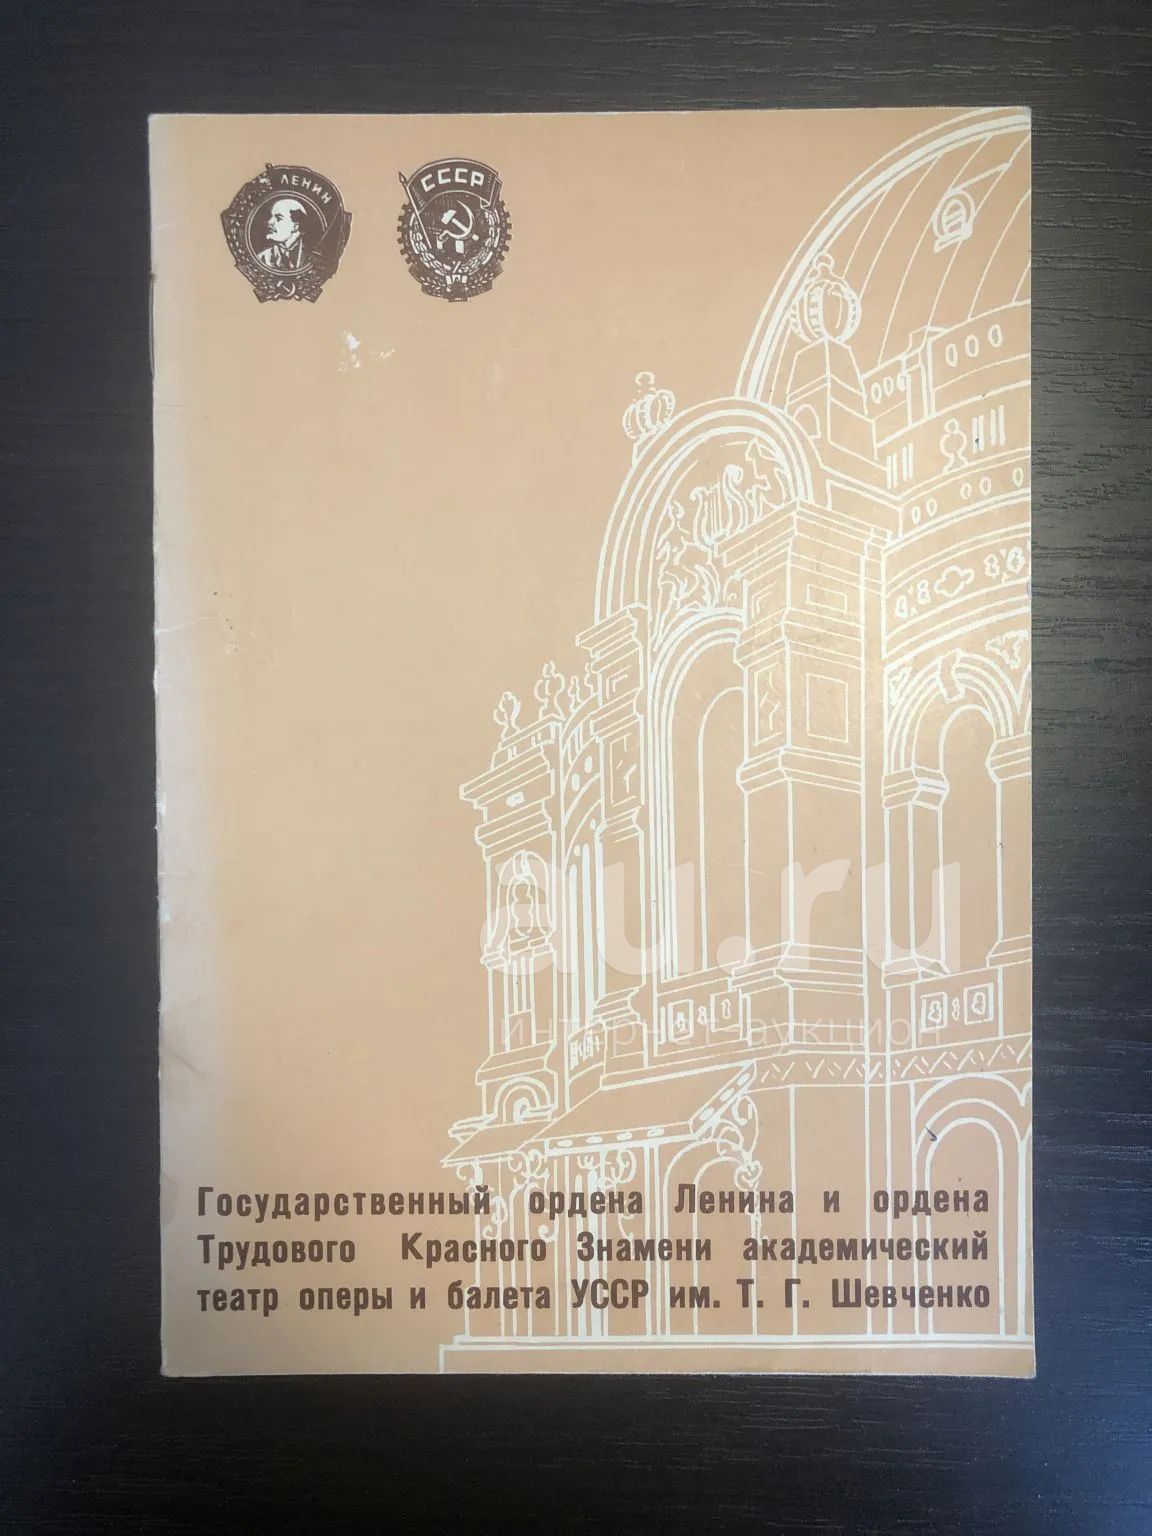 ЛЕНИН
СССР
au.ru
интернет-аукцион
Государственный ордена Ленина и ордена
Трудового Красного Знамени академический
театр оперы и балета УССР им. Т. Г. Шевченко